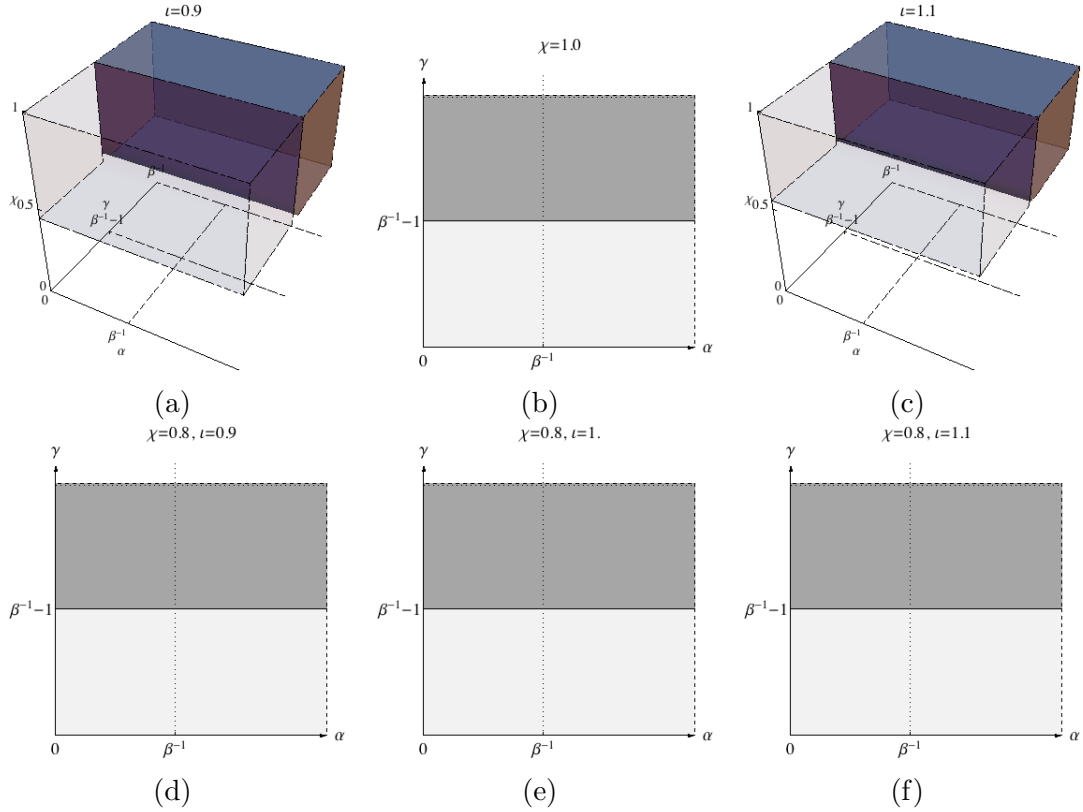 ι=0.9
1
χ0.5
0
0
β⁻¹
γ
β⁻¹−1
β⁻¹
α
(a)
χ=1.0
γ
β⁻¹−1
0
β⁻¹
α
(b)
ι=1.1
1
χ0.5
0
0
β⁻¹
γ
β⁻¹−1
β⁻¹
α
(c)
χ=0.8, ι=0.9
γ
β⁻¹−1
0
β⁻¹
α
(d)
χ=0.8, ι=1.
γ
β⁻¹−1
0
β⁻¹
α
(e)
χ=0.8, ι=1.1
γ
β⁻¹−1
0
β⁻¹
α
(f)